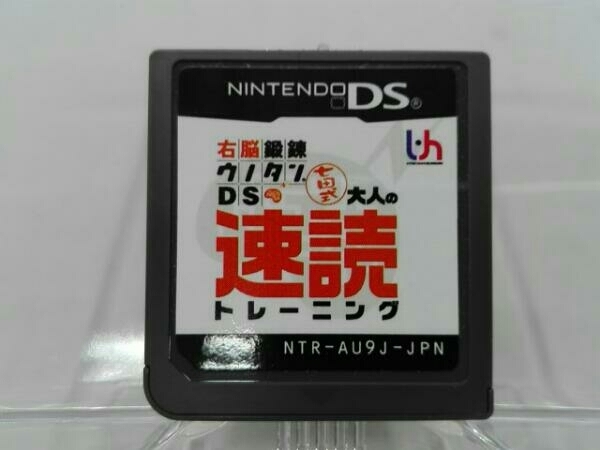 NINTENDO DS®
右脳鍛錬
ウノタン
DS 七田式 大人の
速読
トレーニング
NTR-AU9J-JPN